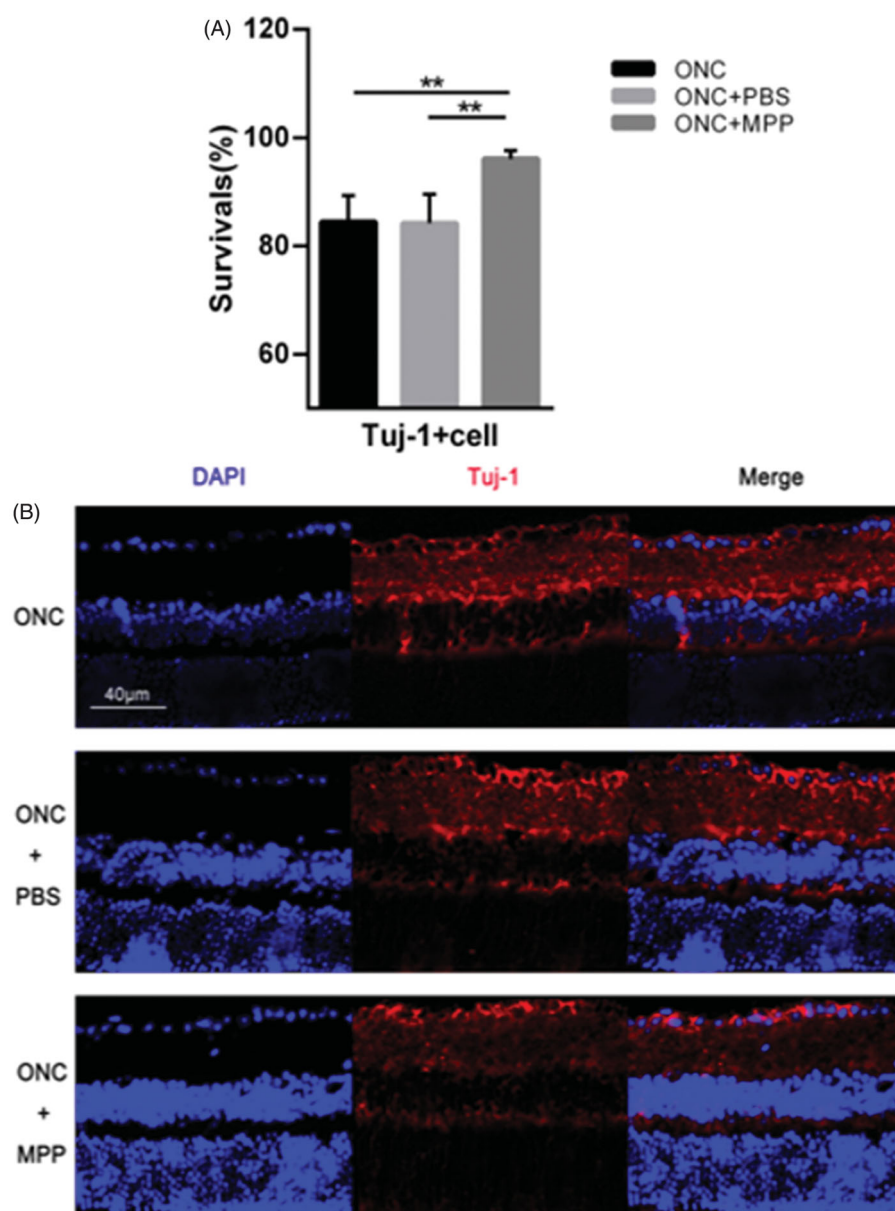 (A)
120
100
80
60
Survivals(%)
**
**
ONC
ONC+PBS
ONC+MPP
Tuj-1+cell
DAPI
Tuj-1
Merge
(B)
ONC
40μm
ONC
+
PBS
ONC
+
MPP